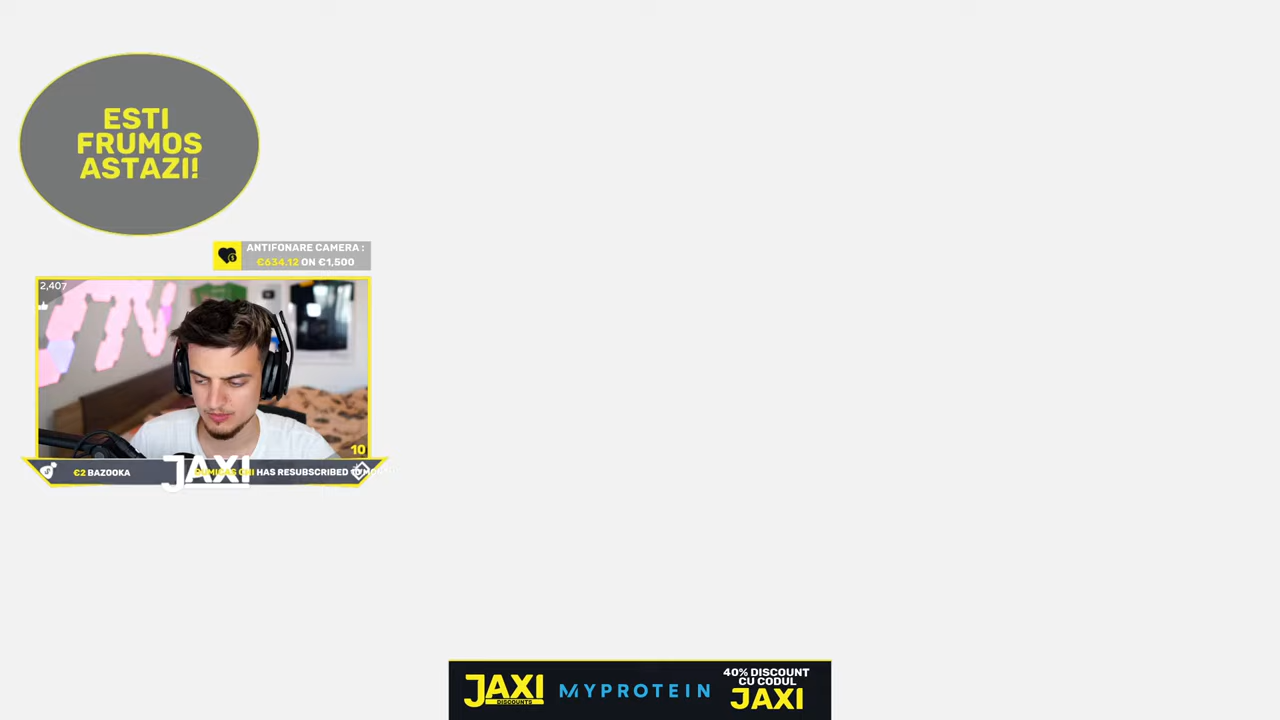 ESTI
FRUMOS
ASTAZI!
ANTIFONARE CAMERA :
€634.12 ON €1,500
2,407
10
€2 BAZOOKA
JAXI
HAS RESUBSCRIBED
JAXI
DISCOUNTS
MYPROTEIN
40% DISCOUNT
CU CODUL
JAXI